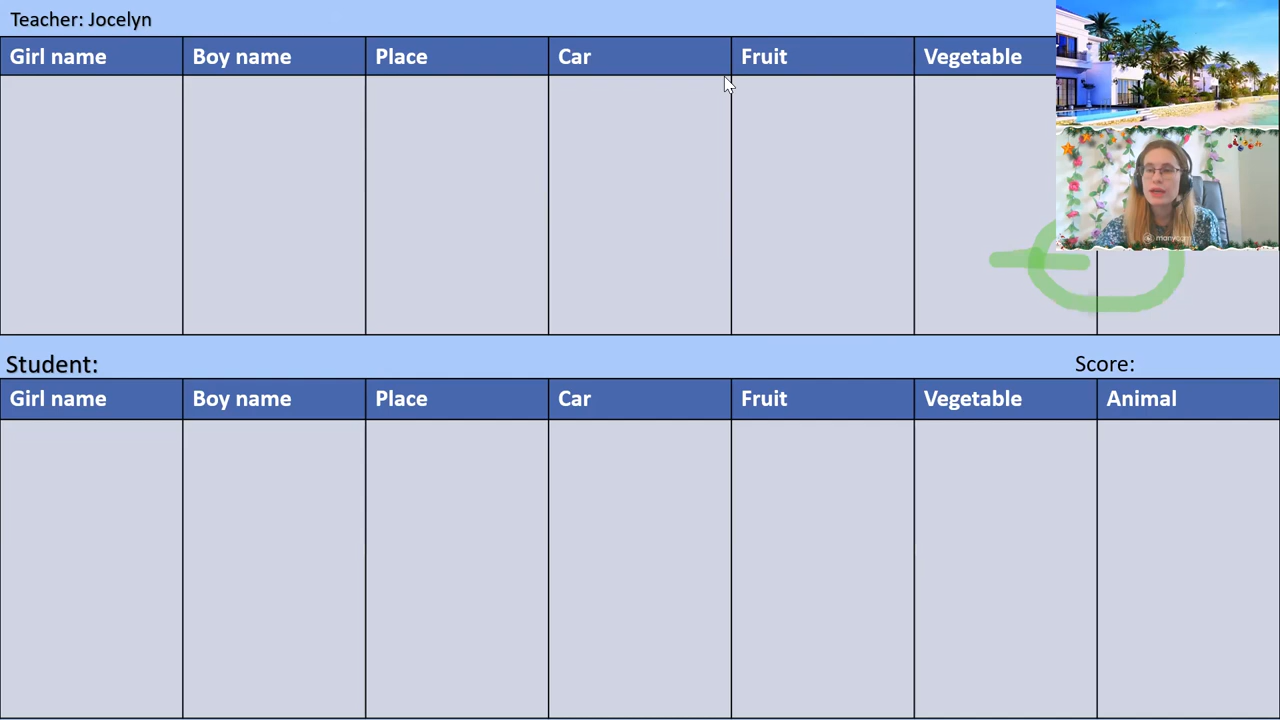 Teacher: Jocelyn
Girl name Boy name Place Car Fruit Vegetable
Student: Score:
Girl name Boy name Place Car Fruit Vegetable Animal